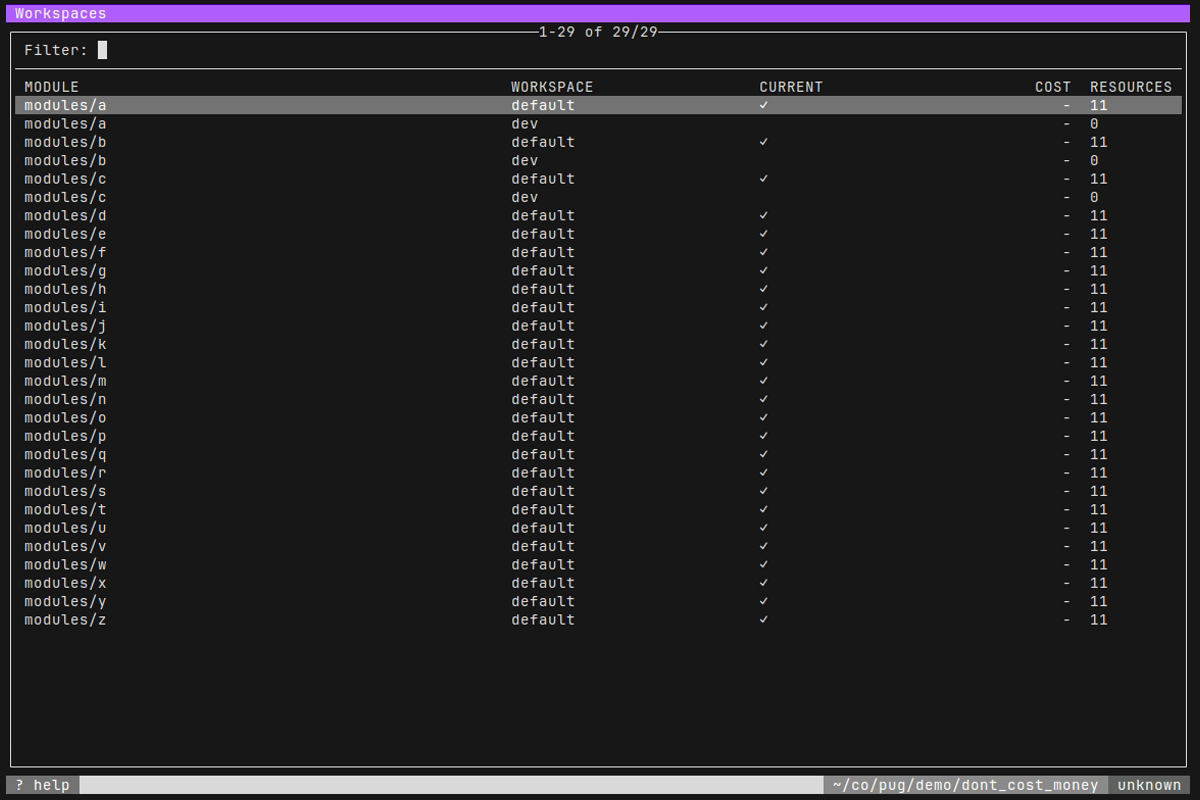 Workspaces
1-29 of 29/29
Filter:
MODULE WORKSPACE CURRENT COST RESOURCES
modules/a default ✓ - 11
modules/a dev - 0
modules/b default ✓ - 11
modules/b dev - 0
modules/c default ✓ - 11
modules/c dev - 0
modules/d default ✓ - 11
modules/e default ✓ - 11
modules/f default ✓ - 11
modules/g default ✓ - 11
modules/h default ✓ - 11
modules/i default ✓ - 11
modules/j default ✓ - 11
modules/k default ✓ - 11
modules/l default ✓ - 11
modules/m default ✓ - 11
modules/n default ✓ - 11
modules/o default ✓ - 11
modules/p default ✓ - 11
modules/q default ✓ - 11
modules/r default ✓ - 11
modules/s default ✓ - 11
modules/t default ✓ - 11
modules/u default ✓ - 11
modules/v default ✓ - 11
modules/w default ✓ - 11
modules/x default ✓ - 11
modules/y default ✓ - 11
modules/z default ✓ - 11
? help ~/co/pug/demo/dont_cost_money unknown